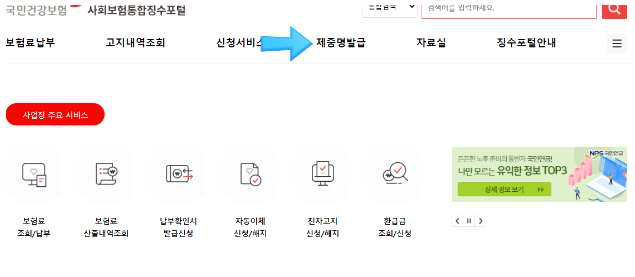 국민건강보험 사회보험통합징수포털
통합검색
검색어를 입력하세요.
보험료납부 고지내역조회 신청서비스 제증명발급 자료실 징수포털안내
사업장 주요 서비스
보험료
조회/납부
보험료
산출내역조회
납부확인서
발급신청
자동이체
신청/해지
전자고지
신청/해지
환급금
조회/신청
NPS 국민연금
든든한 노후 준비의 동반자 국민연금!
나만 모르는 유익한 정보 TOP3
상세 정보 보기